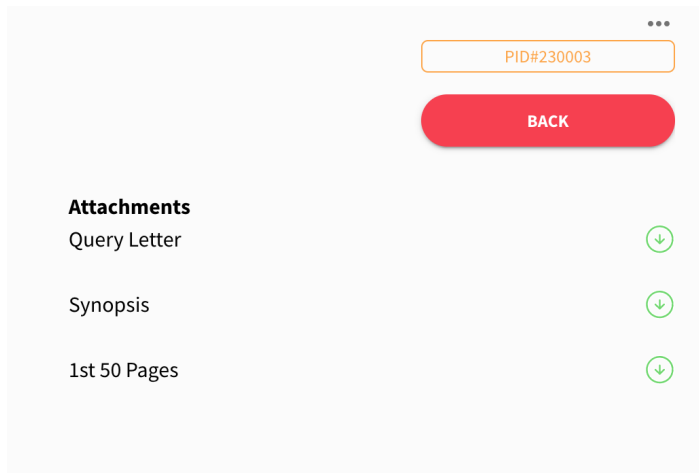 PID#230003
BACK
Attachments
Query Letter
Synopsis
1st 50 Pages